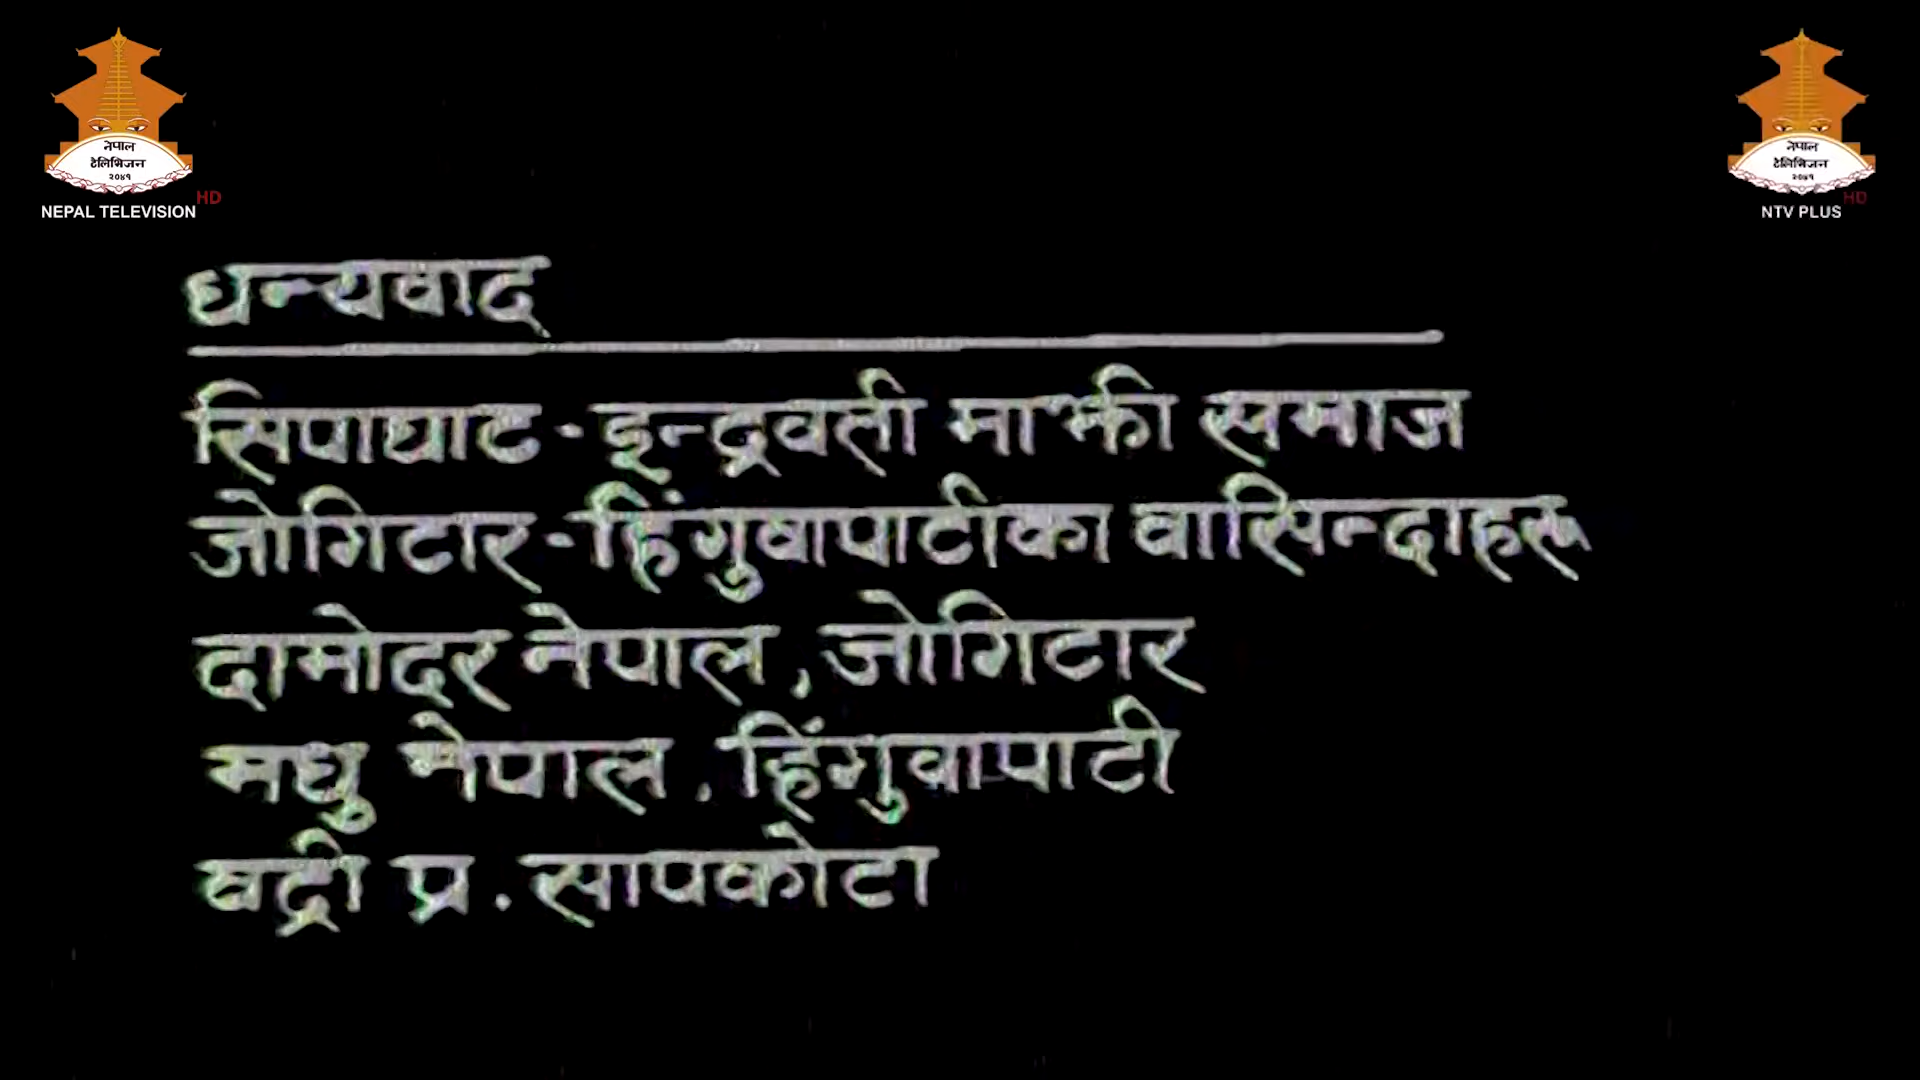 नेपाल
टेलिभिजन
२०४१
HD
NEPAL TELEVISION
नेपाल
टेलिभिजन
२०४१
HD
NTV PLUS
धन्यवाद
सिपाघाट - इन्द्रवती माझी समाज
जोगिटार - हिंगुवापाटीका वासिन्दाहरू
दामोदर नेपाल , जोगिटार
मधु नेपाल , हिंगुवापाटी
वद्री प्र . सापकोटा